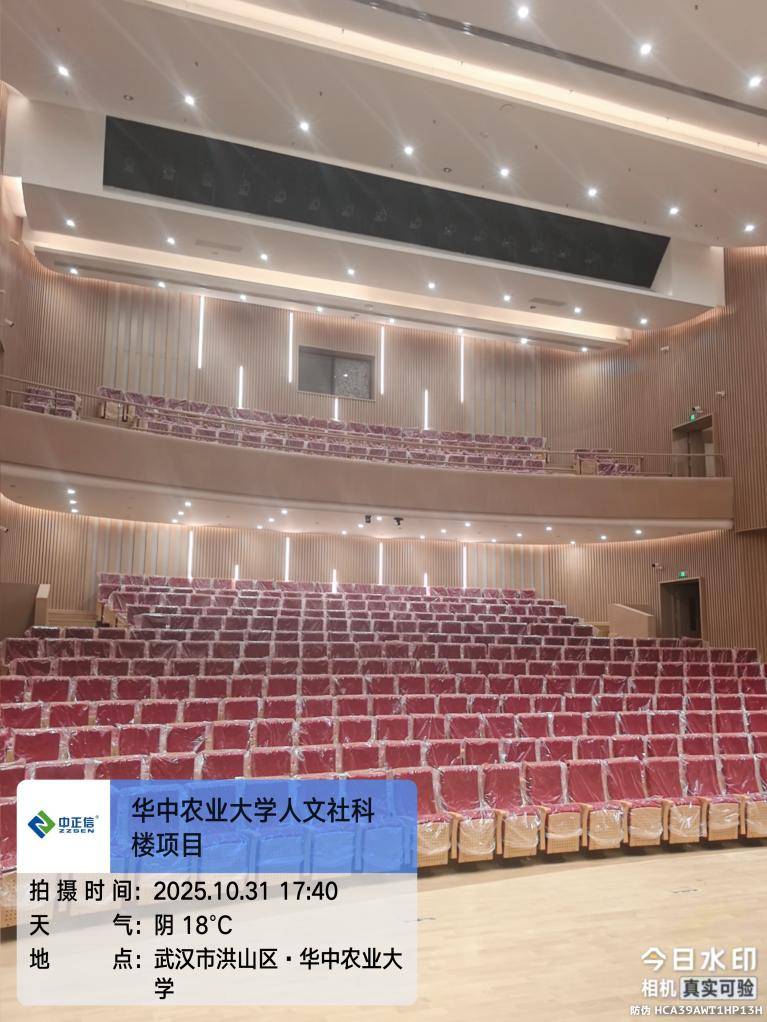 中正信®
ZZSEN
华中农业大学人文社科
楼项目
拍摄时间: 2025.10.31 17:40
天气: 阴 18℃
地点: 武汉市洪山区·华中农业大
学
今日水印
相机 真实可验
防伪 HCA39AWT1HP13H